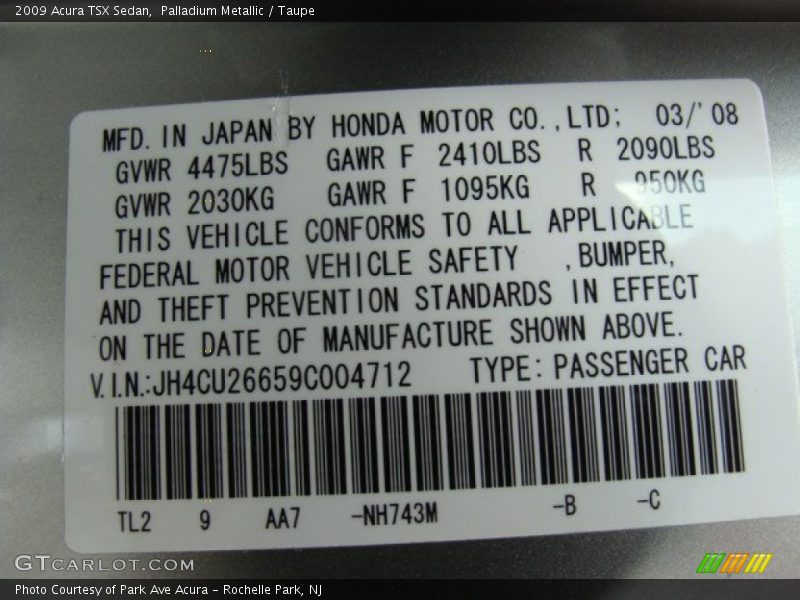 2009 Acura TSX Sedan, Palladium Metallic / Taupe
MFD. IN JAPAN BY HONDA MOTOR CO., LTD; 03/'08
GVWR 4475LBS GAWR F 2410LBS R 2090LBS
GVWR 2030KG GAWR F 1095KG R 950KG
THIS VEHICLE CONFORMS TO ALL APPLICABLE
FEDERAL MOTOR VEHICLE SAFETY ,BUMPER,
AND THEFT PREVENTION STANDARDS IN EFFECT
ON THE DATE OF MANUFACTURE SHOWN ABOVE.
V.I.N.:JH4CU26659C004712 TYPE: PASSENGER CAR
TL2 9 AA7 -NH743M -B -C
GTCARLOT.COM
Photo Courtesy of Park Ave Acura - Rochelle Park, NJ